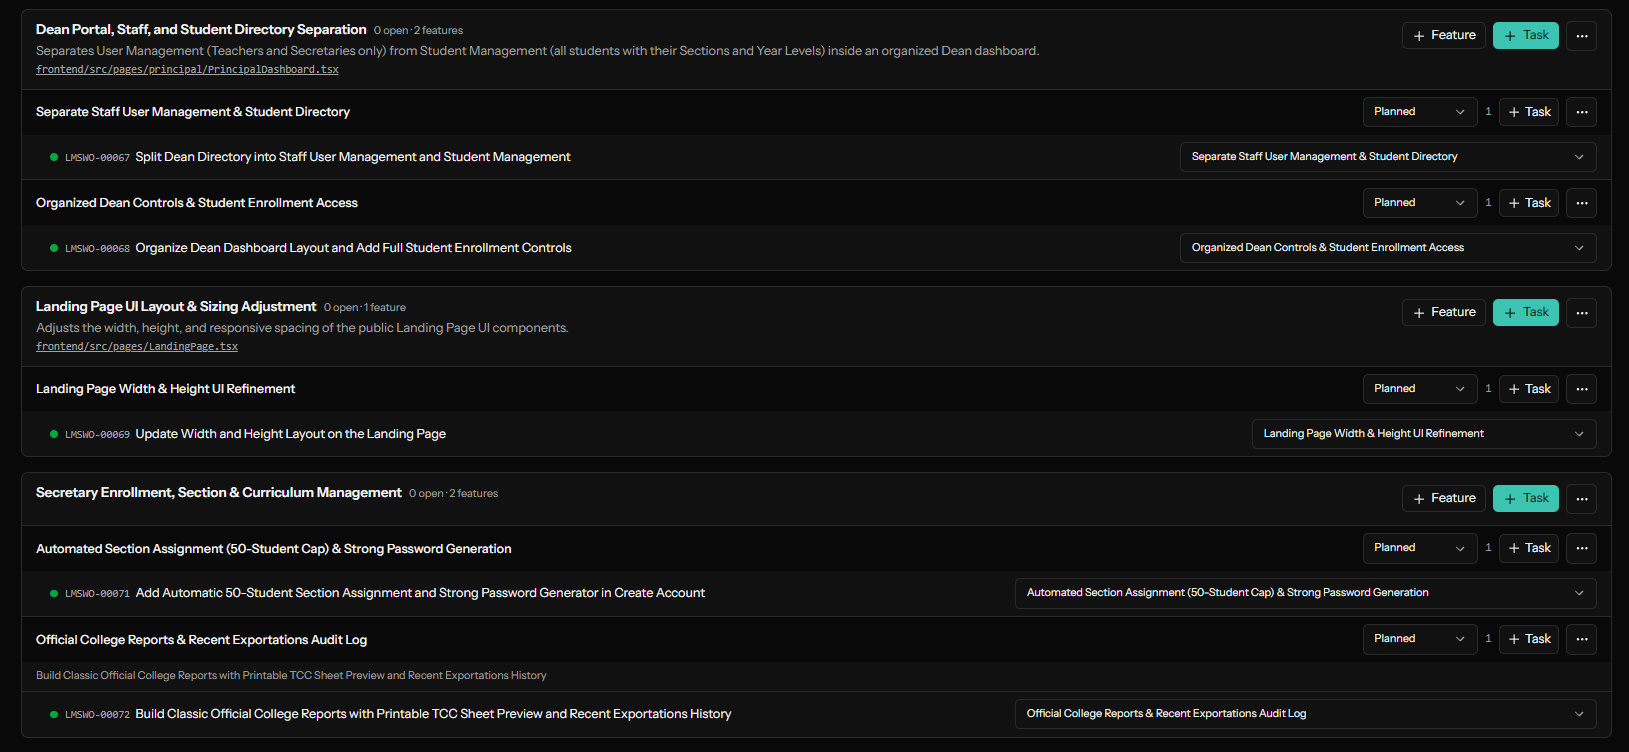 Dean Portal, Staff, and Student Directory Separation 0 open · 2 features
+ Feature + Task ...
Separates User Management (Teachers and Secretaries only) from Student Management (all students with their Sections and Year Levels) inside an organized Dean dashboard.
frontend/src/pages/principal/PrincipalDashboard.tsx
Separate Staff User Management & Student Directory Planned 1 + Task ...
LMSWO-00067 Split Dean Directory into Staff User Management and Student Management Separate Staff User Management & Student Directory
Organized Dean Controls & Student Enrollment Access Planned 1 + Task ...
LMSWO-00068 Organize Dean Dashboard Layout and Add Full Student Enrollment Controls Organized Dean Controls & Student Enrollment Access
Landing Page UI Layout & Sizing Adjustment 0 open · 1 feature
+ Feature + Task ...
Adjusts the width, height, and responsive spacing of the public Landing Page UI components.
frontend/src/pages/LandingPage.tsx
Landing Page Width & Height UI Refinement Planned 1 + Task ...
LMSWO-00069 Update Width and Height Layout on the Landing Page Landing Page Width & Height UI Refinement
Secretary Enrollment, Section & Curriculum Management 0 open · 2 features
+ Feature + Task ...
Automated Section Assignment (50-Student Cap) & Strong Password Generation Planned 1 + Task ...
LMSWO-00071 Add Automatic 50-Student Section Assignment and Strong Password Generator in Create Account Automated Section Assignment (50-Student Cap) & Strong Password Generation
Official College Reports & Recent Exportations Audit Log Planned 1 + Task ...
Build Classic Official College Reports with Printable TCC Sheet Preview and Recent Exportations History
LMSWO-00072 Build Classic Official College Reports with Printable TCC Sheet Preview and Recent Exportations History Official College Reports & Recent Exportations Audit Log